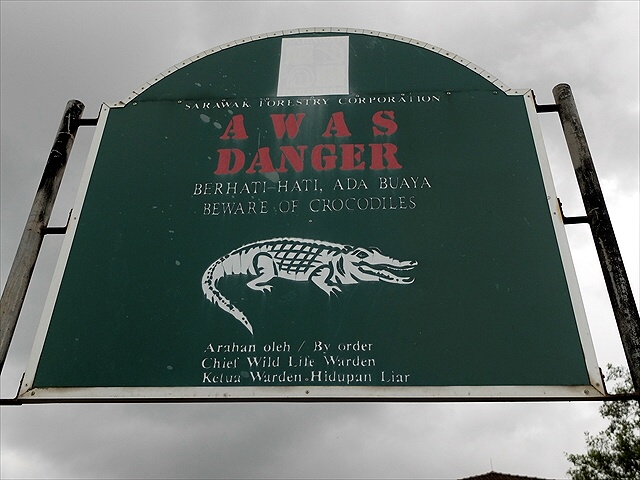 SARAWAK FORESTRY CORPORATION
AWAS
DANGER
BERHATI-HATI, ADA BUAYA
BEWARE OF CROCODILES
Arahan oleh / By order
Chief Wild Life Warden
Ketua Warden Hidupan Liar